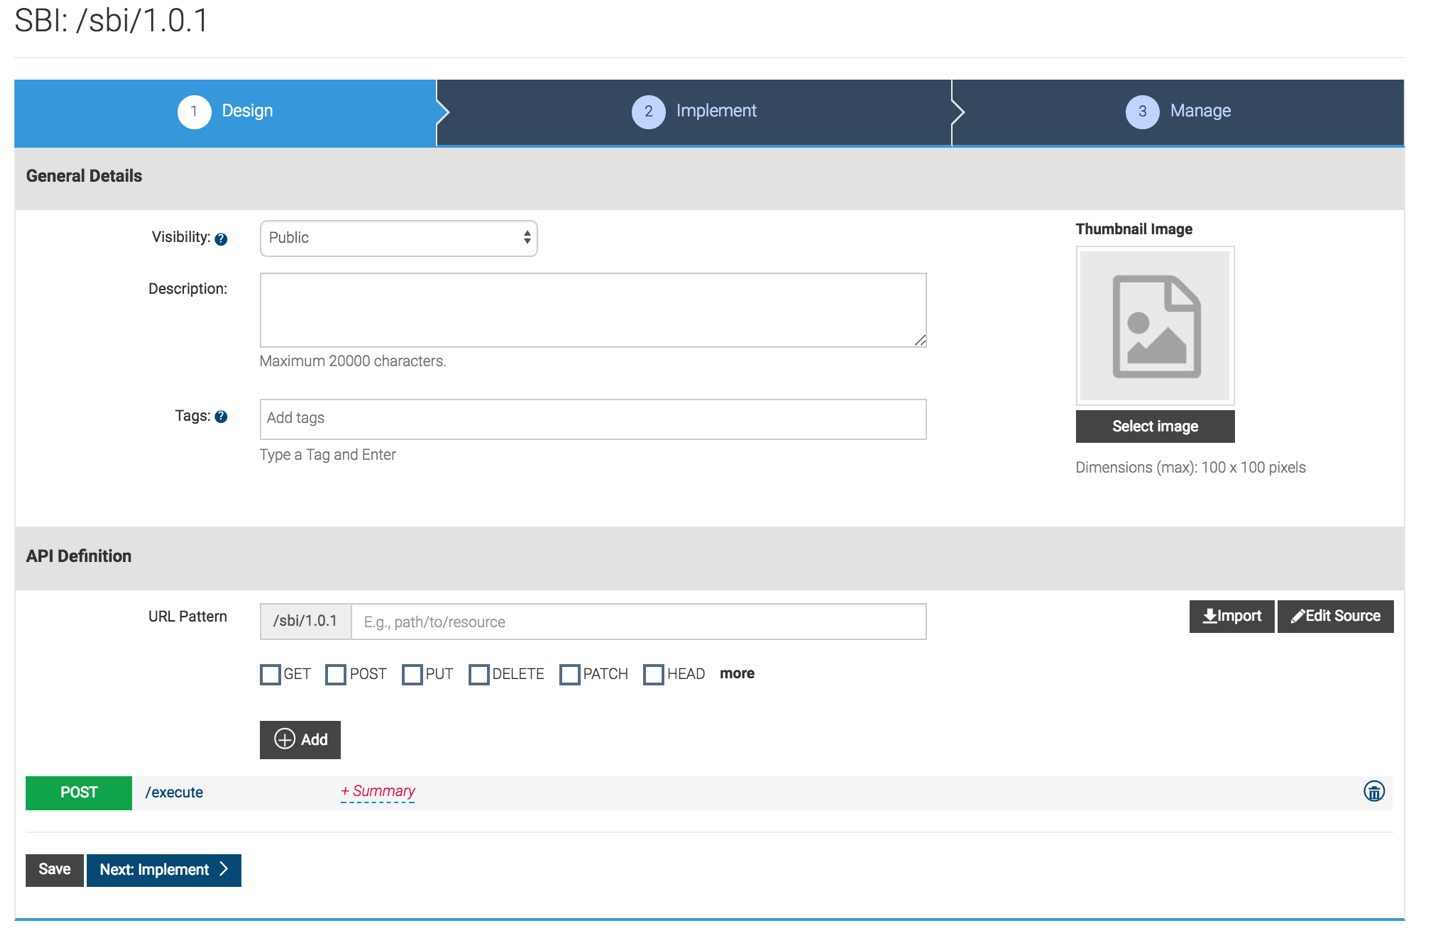 SBI: /sbi/1.0.1
1 Design
2 Implement
3 Manage
General Details
Visibility: ?
Public
Thumbnail Image
Description:
Maximum 20000 characters.
Tags: ?
Add tags
Type a Tag and Enter
Select image
Dimensions (max): 100 x 100 pixels
API Definition
URL Pattern
/sbi/1.0.1
E.g., path/to/resource
Import
Edit Source
GET POST PUT DELETE PATCH HEAD more
Add
POST /execute + Summary
Save Next: Implement